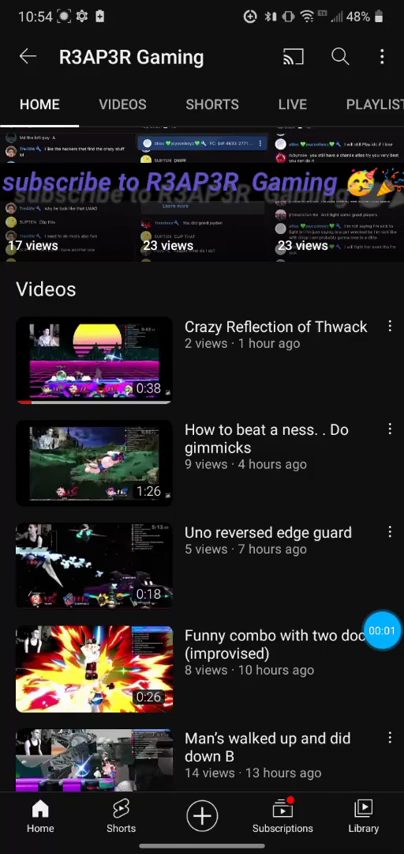 10:54
48%
R3AP3R Gaming
HOME VIDEOS SHORTS LIVE PLAYLIST
subscribe to R3AP3R Gaming
Learn more
17 views
23 views
23 views
Videos
Crazy Reflection of Thwack
2 views · 1 hour ago
0:38
How to beat a ness. . Do
gimmicks
9 views · 4 hours ago
1:26
Uno reversed edge guard
5 views · 7 hours ago
0:18
Funny combo with two doc
(improvised)
8 views · 10 hours ago
0:26
00:01
Man's walked up and did
down B
14 views · 13 hours ago
Home
Shorts
Subscriptions
Library